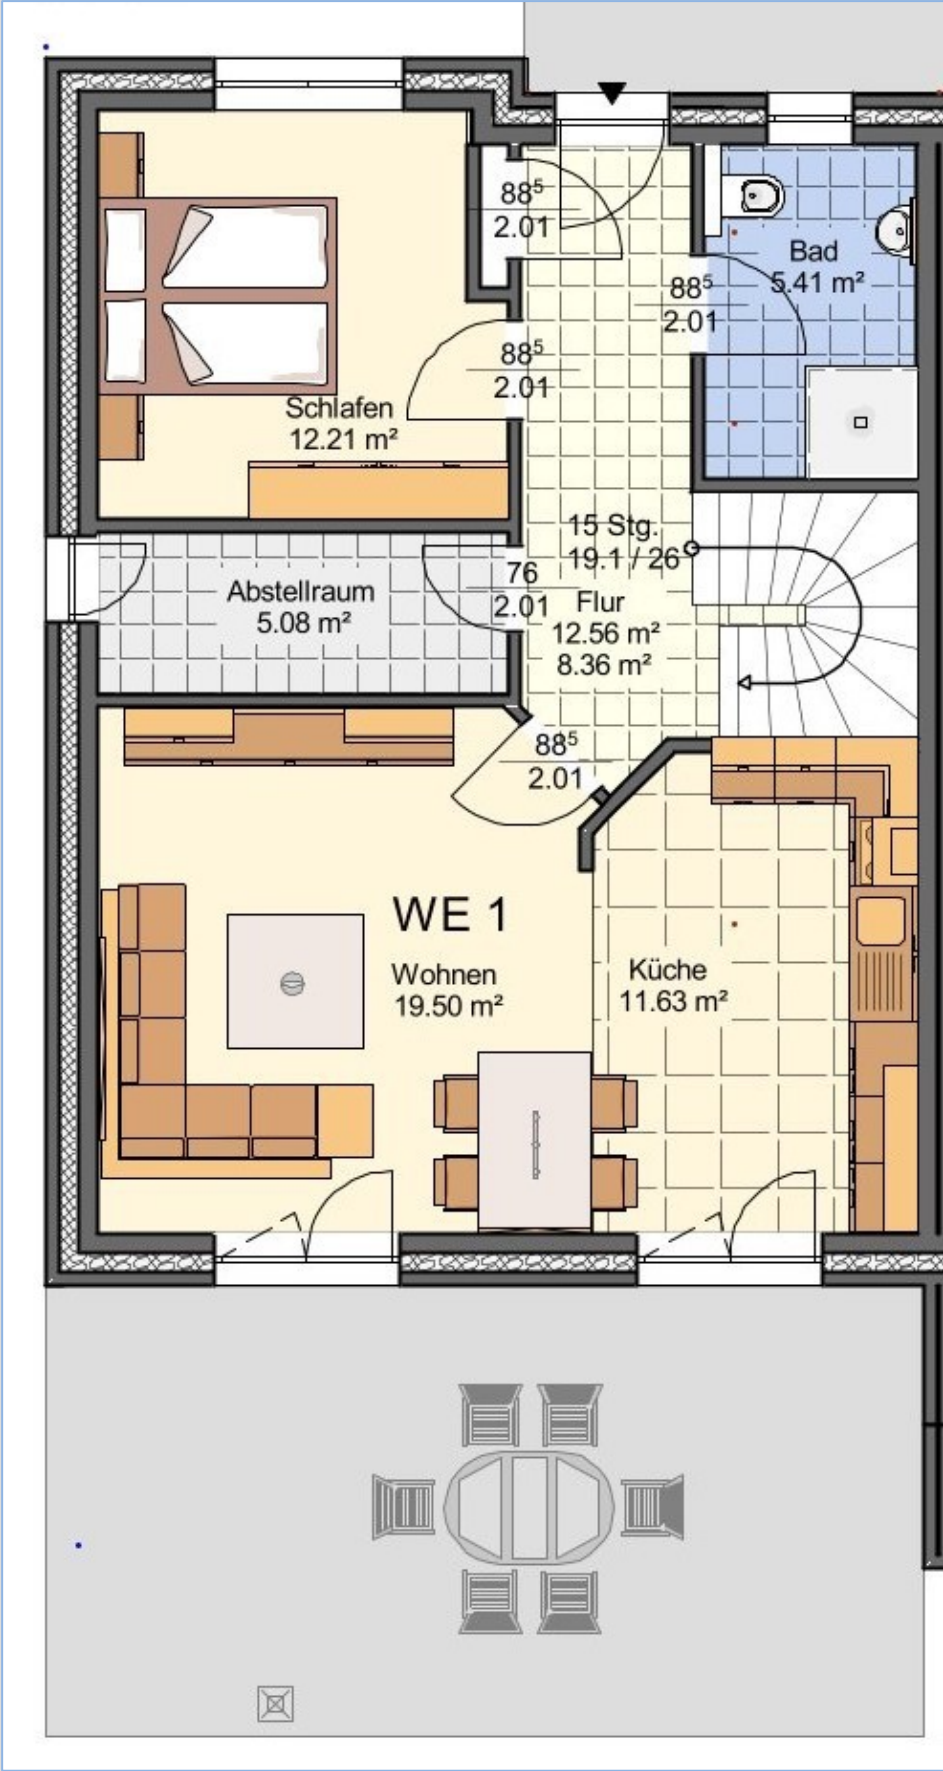 88⁵
2.01
Bad
5.41 m²
88⁵
2.01
88⁵
2.01
Schlafen
12.21 m²
15 Stg.
19.1 / 26
Abstellraum
5.08 m²
76
2.01
Flur
12.56 m²
8.36 m²
88⁵
2.01
WE 1
Wohnen
19.50 m²
Küche
11.63 m²